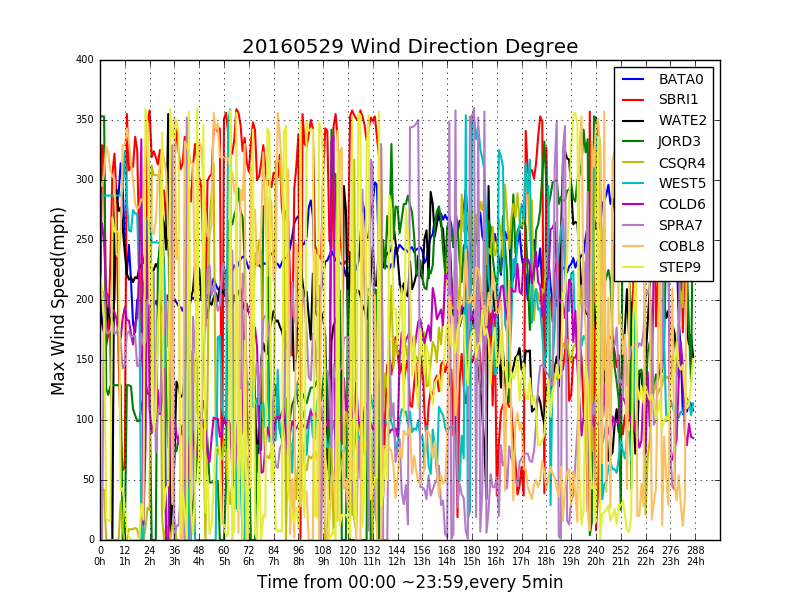 20160529 Wind Direction Degree
400
350
300
250
200
150
100
50
0
Max Wind Speed(mph)
BATA0
SBRI1
WATE2
JORD3
CSQR4
WEST5
COLD6
SPRA7
COBL8
STEP9
0 12 24 36 48 60 72 84 96 108 120 132 144 156 168 180 192 204 216 228 240 252 264 276 288
0h 1h 2h 3h 4h 5h 6h 7h 8h 9h 10h 11h 12h 13h 14h 15h 16h 17h 18h 19h 20h 21h 22h 23h 24h
Time from 00:00 ~23:59,every 5min